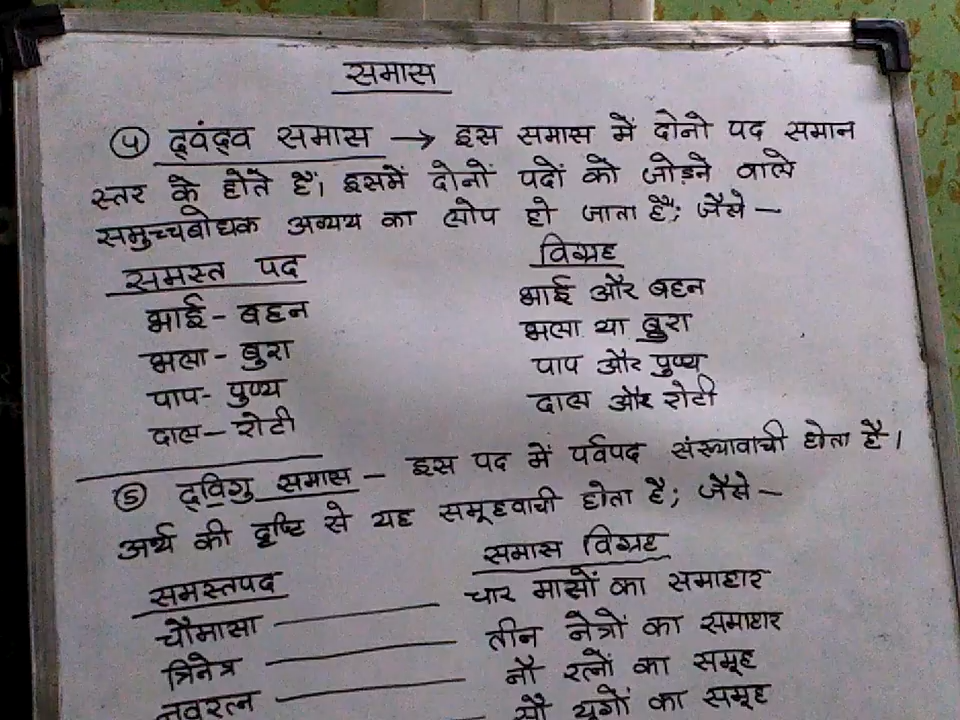 समास
④ द्वंद्व समास → इस समास में दोनो पद समान
स्तर के होते हैं। इसमें दोनों पदों को जोड़ने वाले
समुच्चबोधक अव्यय का लोप हो जाता है; जैसे –
समस्त पद विग्रह
भाई - बहन भाई और बहन
भला - बुरा भला या बुरा
पाप - पुण्य पाप और पुण्य
दाल – रोटी दाल और रोटी
⑤ द्विगु समास – इस पद में पर्वपद संख्यावाची होता है।
अर्थ की दृष्टि से यह समूहवाची होता है; जैसे –
समस्तपद समास विग्रह
चौमासा चार मासों का समाहार
त्रिनेत्र तीन नेत्रों का समाहार
नवरत्न नौ रत्नों का समूह
का समूह